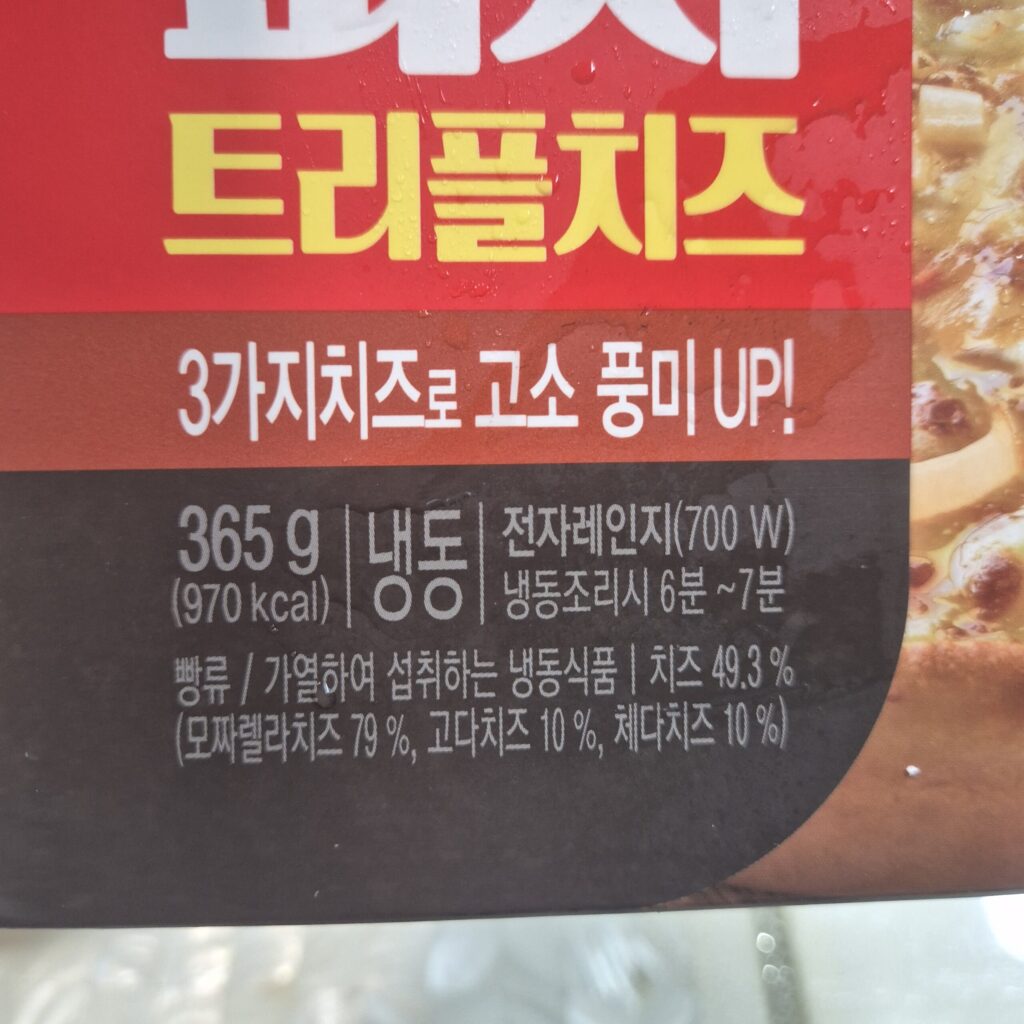 트리플치즈
3가지치즈로 고소 풍미 UP!
365 g
(970 kcal)
냉동
전자레인지(700 W)
냉동조리시 6분 ~7분
빵류 / 가열하여 섭취하는 냉동식품 | 치즈 49.3 %
(모짜렐라치즈 79 %, 고다치즈 10 %, 체다치즈 10 %)